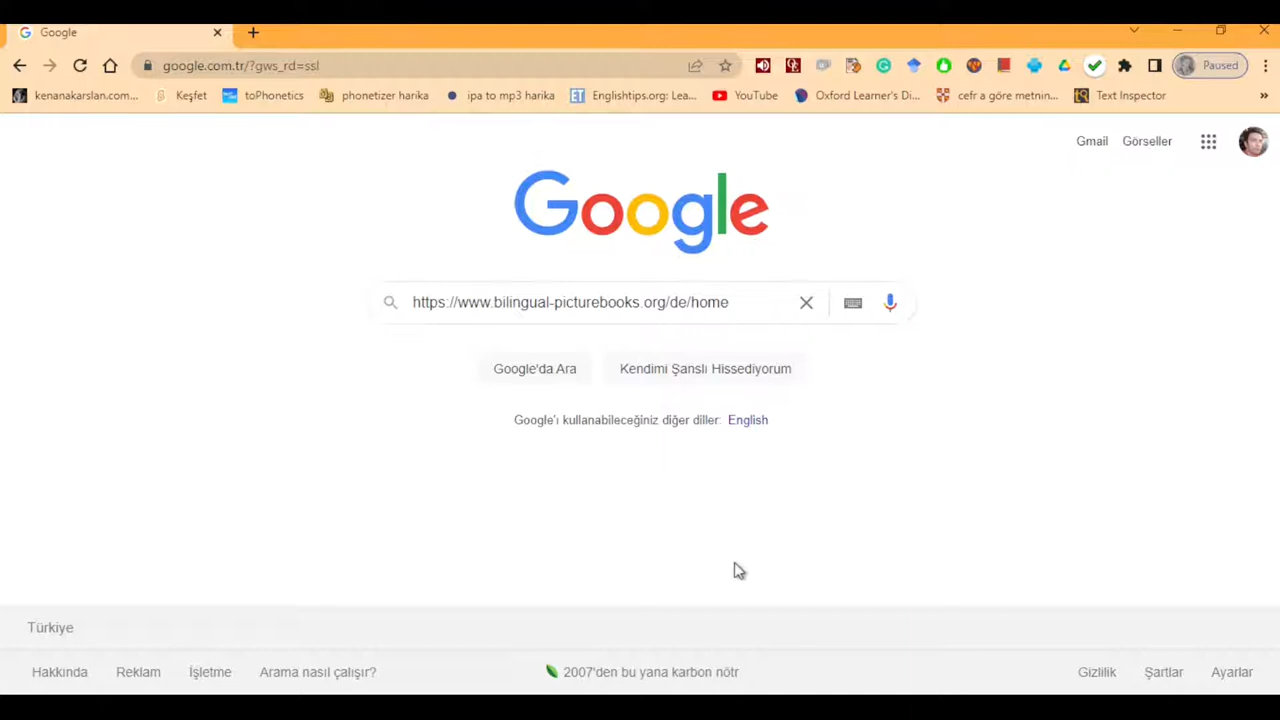 Google
google.com.tr/?gws_rd=ssl
Paused
kenanakarslan.com... Keşfet toPhonetics phonetizer harika ipa to mp3 harika Englishtips.org: Lea... YouTube Oxford Learner's Di... cefr a göre metnin... Text Inspector »
Gmail Görseller
Google
https://www.bilingual-picturebooks.org/de/home
Google'da Ara Kendimi Şanslı Hissediyorum
Google'ı kullanabileceğiniz diğer diller: English
Türkiye
Hakkında Reklam İşletme Arama nasıl çalışır? 2007'den bu yana karbon nötr Gizlilik Şartlar Ayarlar